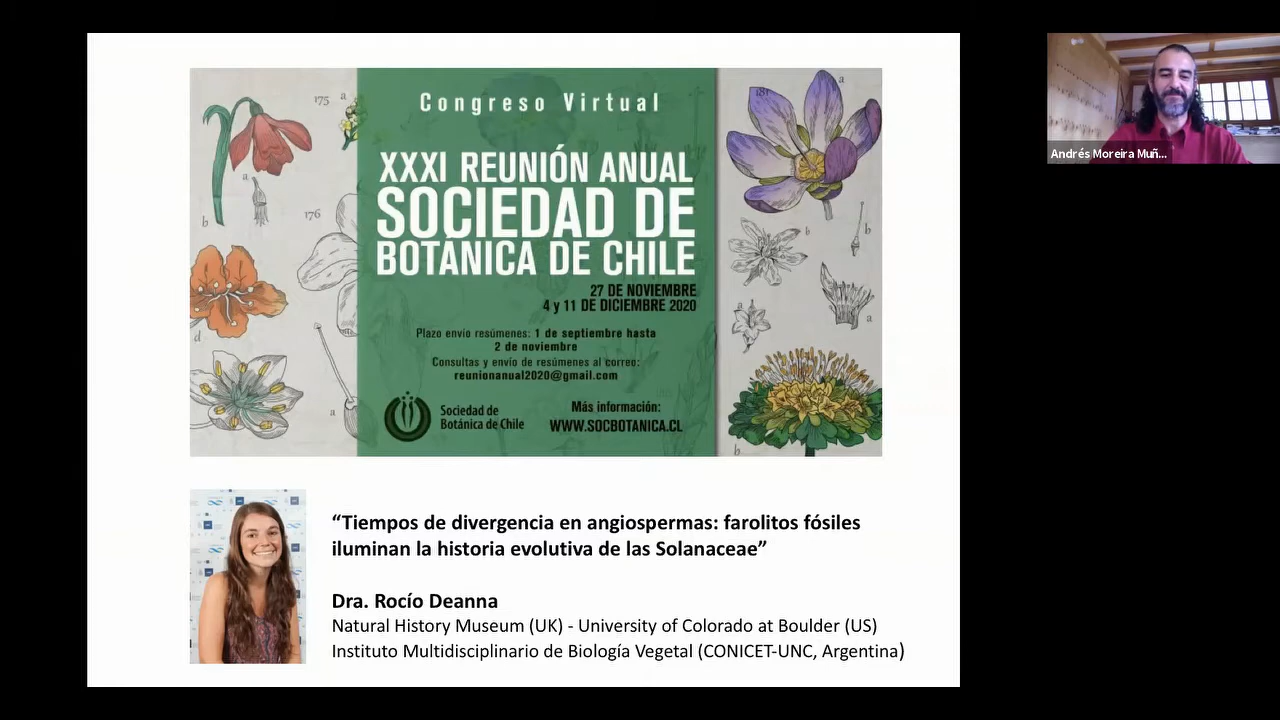 Congreso Virtual
XXXI REUNIÓN ANUAL
SOCIEDAD DE
BOTÁNICA DE CHILE
27 DE NOVIEMBRE
4 y 11 DE DICIEMBRE 2020
Plazo envío resúmenes: 1 de septiembre hasta
2 de noviembre
Consultas y envío de resúmenes al correo:
reunionanual2020@gmail.com
Sociedad de
Botánica de Chile
Más información:
WWW.SOCBOTANICA.CL
175
a
a
b
176
d
a
181
a
b
b
a
a
b
“Tiempos de divergencia en angiospermas: farolitos fósiles
iluminan la historia evolutiva de las Solanaceae”
Dra. Rocío Deanna
Natural History Museum (UK) - University of Colorado at Boulder (US)
Instituto Multidisciplinario de Biología Vegetal (CONICET-UNC, Argentina)
Andrés Moreira Muñ...